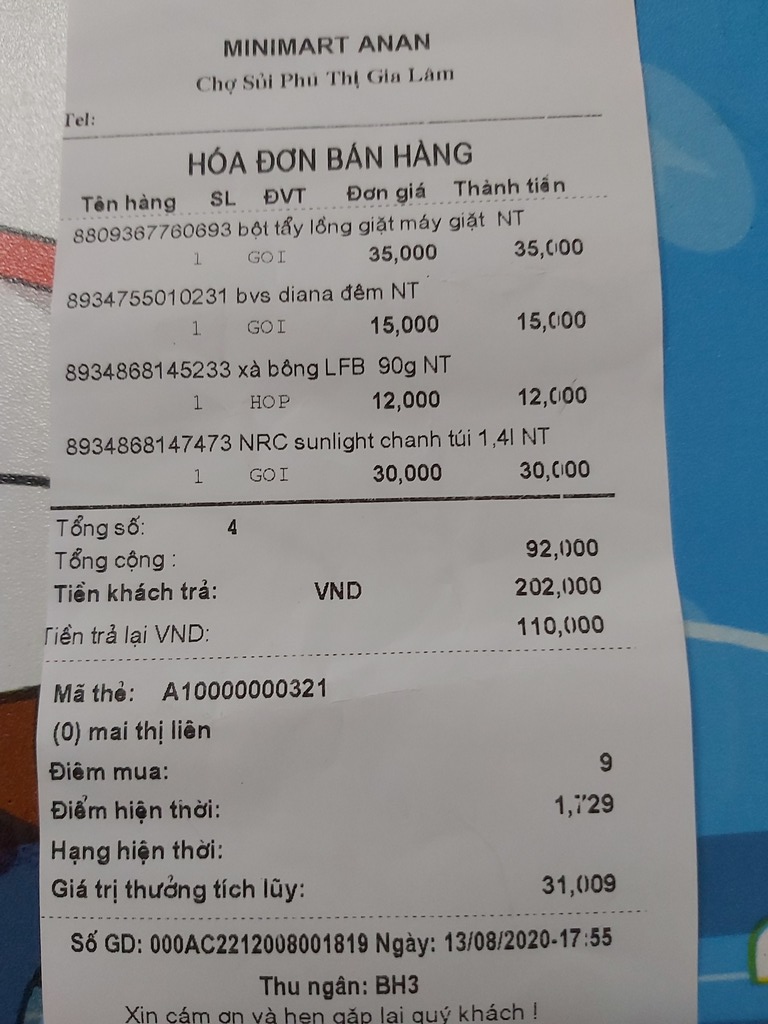 MINIMART ANAN
Chợ Sủi Phú Thị Gia Lâm
Tel:
HÓA ĐƠN BÁN HÀNG
Tên hàng SL ĐVT Đơn giá Thành tiền
8809367760693 bột tẩy lồng giặt máy giặt NT
1 GOI 35,000 35,000
8934755010231 bvs diana đêm NT
1 GOI 15,000 15,000
8934868145233 xà bông LFB 90g NT
1 HOP 12,000 12,000
8934868147473 NRC sunlight chanh túi 1,4l NT
1 GOI 30,000 30,000
Tổng số: 4
Tổng cộng : 92,000
Tiền khách trả: VND 202,000
Tiền trả lại VND: 110,000
Mã thẻ: A10000000321
(0) mai thị liên
Điểm mua: 9
Điểm hiện thời: 1,729
Hạng hiện thời:
Giá trị thưởng tích lũy: 31,009
Số GD: 000AC2212008001819 Ngày: 13/08/2020-17:55
Thu ngân: BH3
Xin cám ơn và hẹn gặp lại quý khách !